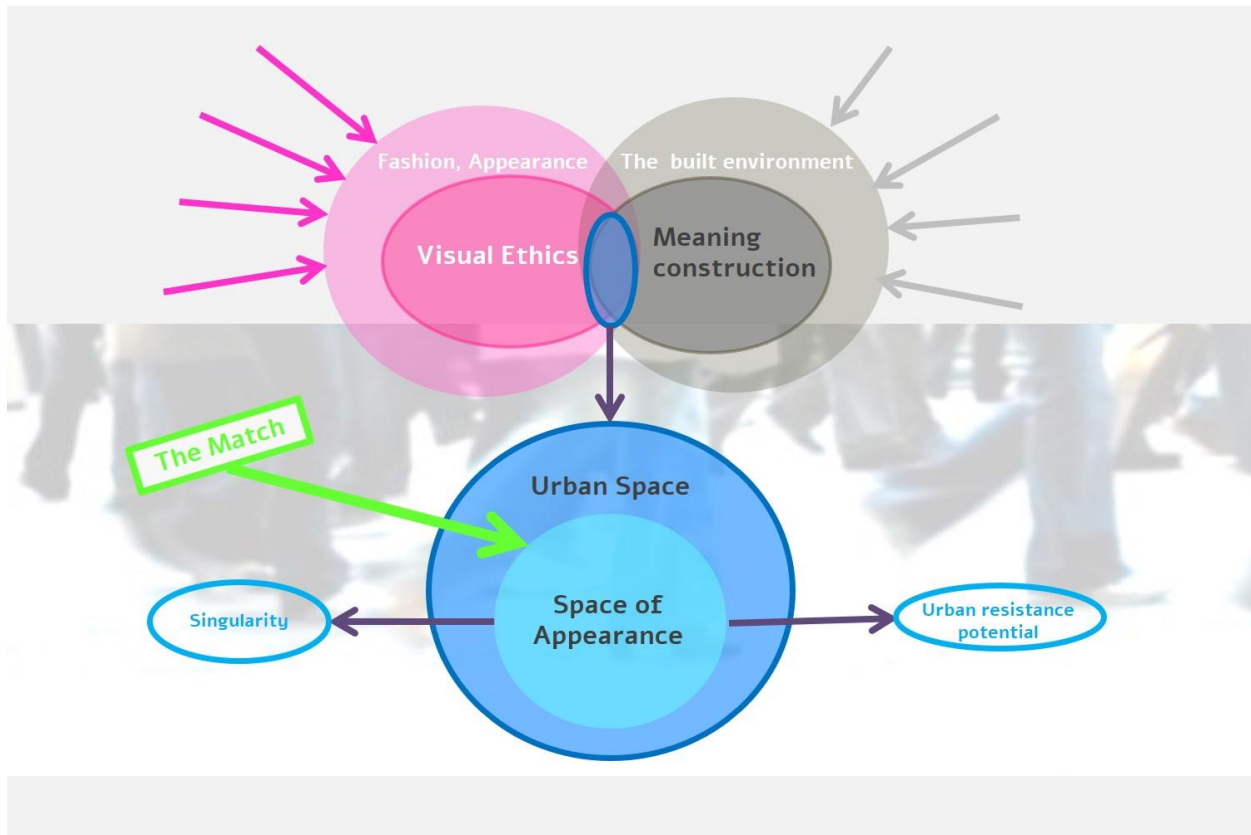 Fashion, Appearance
The built environment
Visual Ethics
Meaning
construction
The Match
Urban Space
Space of
Appearance
Singularity
Urban resistance
potential